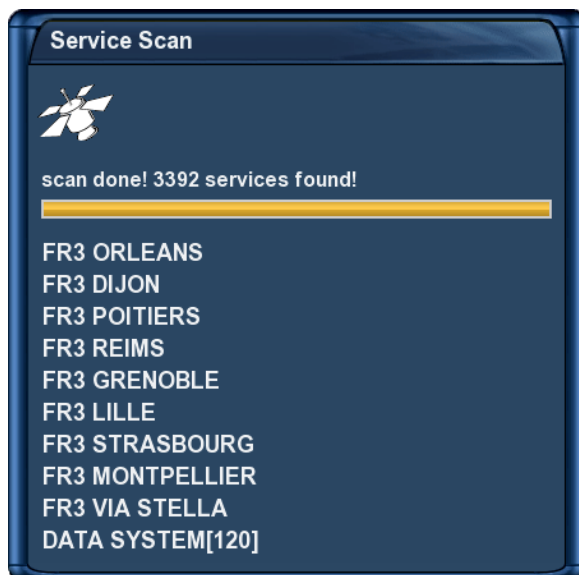 Service Scan
scan done! 3392 services found!
FR3 ORLEANS
FR3 DIJON
FR3 POITIERS
FR3 REIMS
FR3 GRENOBLE
FR3 LILLE
FR3 STRASBOURG
FR3 MONTPELLIER
FR3 VIA STELLA
DATA SYSTEM[120]